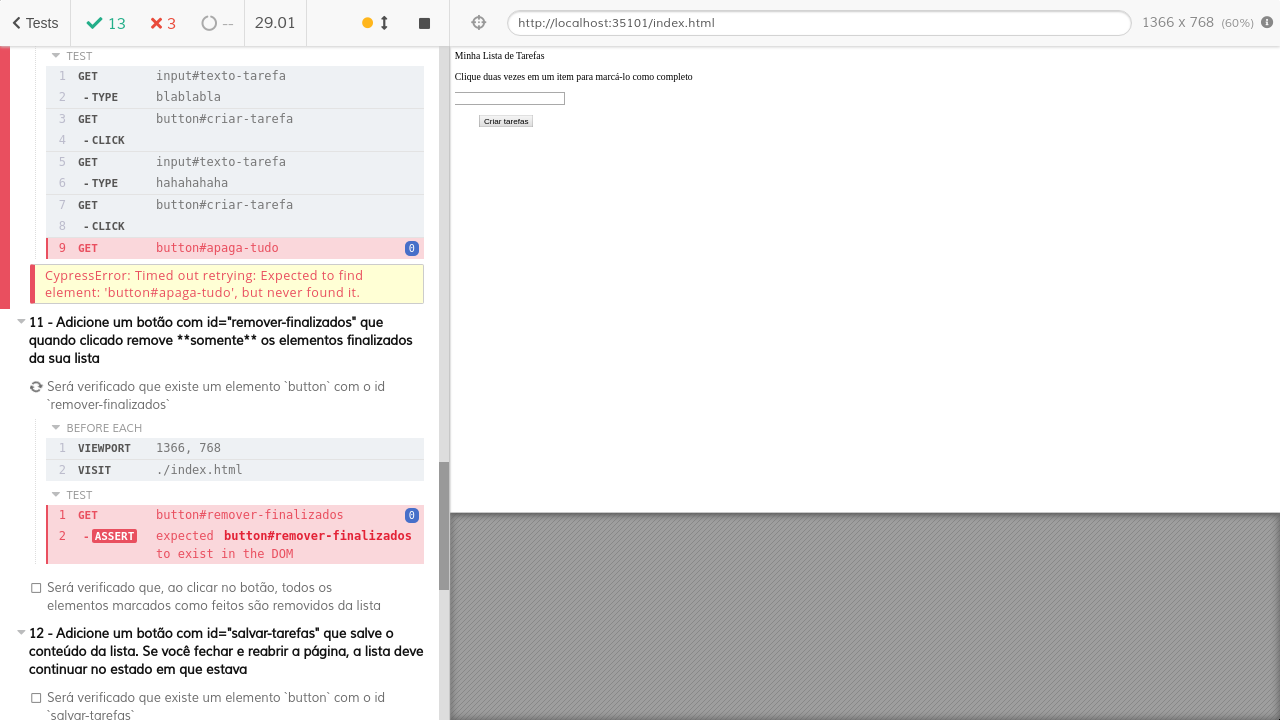 Tests
13
3
--
29.01
http://localhost:35101/index.html
1366 x 768 (60%)
TEST
1 GET input#texto-tarefa
2 - TYPE blablabla
3 GET button#criar-tarefa
4 - CLICK
5 GET input#texto-tarefa
6 - TYPE hahahahaha
7 GET button#criar-tarefa
8 - CLICK
9 GET button#apaga-tudo 0
CypressError: Timed out retrying: Expected to find
element: 'button#apaga-tudo', but never found it.
11 - Adicione um botão com id="remover-finalizados" que
quando clicado remove **somente** os elementos finalizados
da sua lista
Será verificado que existe um elemento `button` com o id
`remover-finalizados`
BEFORE EACH
1 VIEWPORT 1366, 768
2 VISIT ./index.html
TEST
1 GET button#remover-finalizados 0
2 - ASSERT expected button#remover-finalizados
to exist in the DOM
Será verificado que, ao clicar no botão, todos os
elementos marcados como feitos são removidos da lista
12 - Adicione um botão com id="salvar-tarefas" que salve o
conteúdo da lista. Se você fechar e reabrir a página, a lista deve
continuar no estado em que estava
Será verificado que existe um elemento `button` com o id
`salvar-tarefas`
Minha Lista de Tarefas
Clique duas vezes em um item para marcá-lo como completo
Criar tarefas